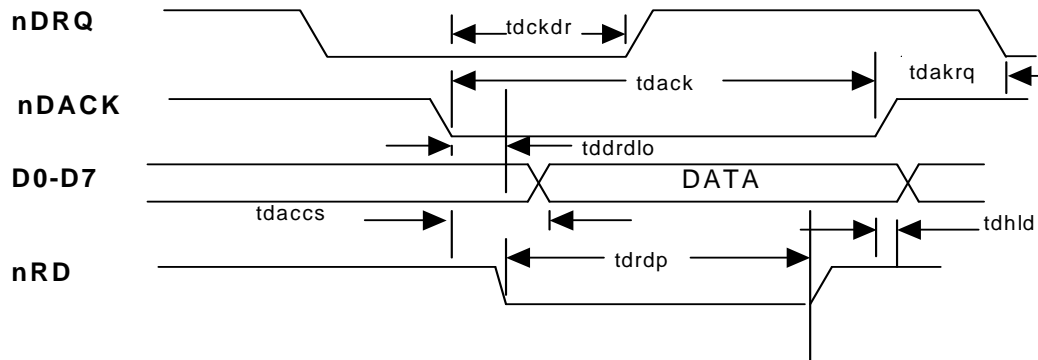 nDRQ
tdckdr
tdack
tdakrq
nDACK
tddrdlo
D0-D7
DATA
tdaccs
tdhld
tdrdp
nRD